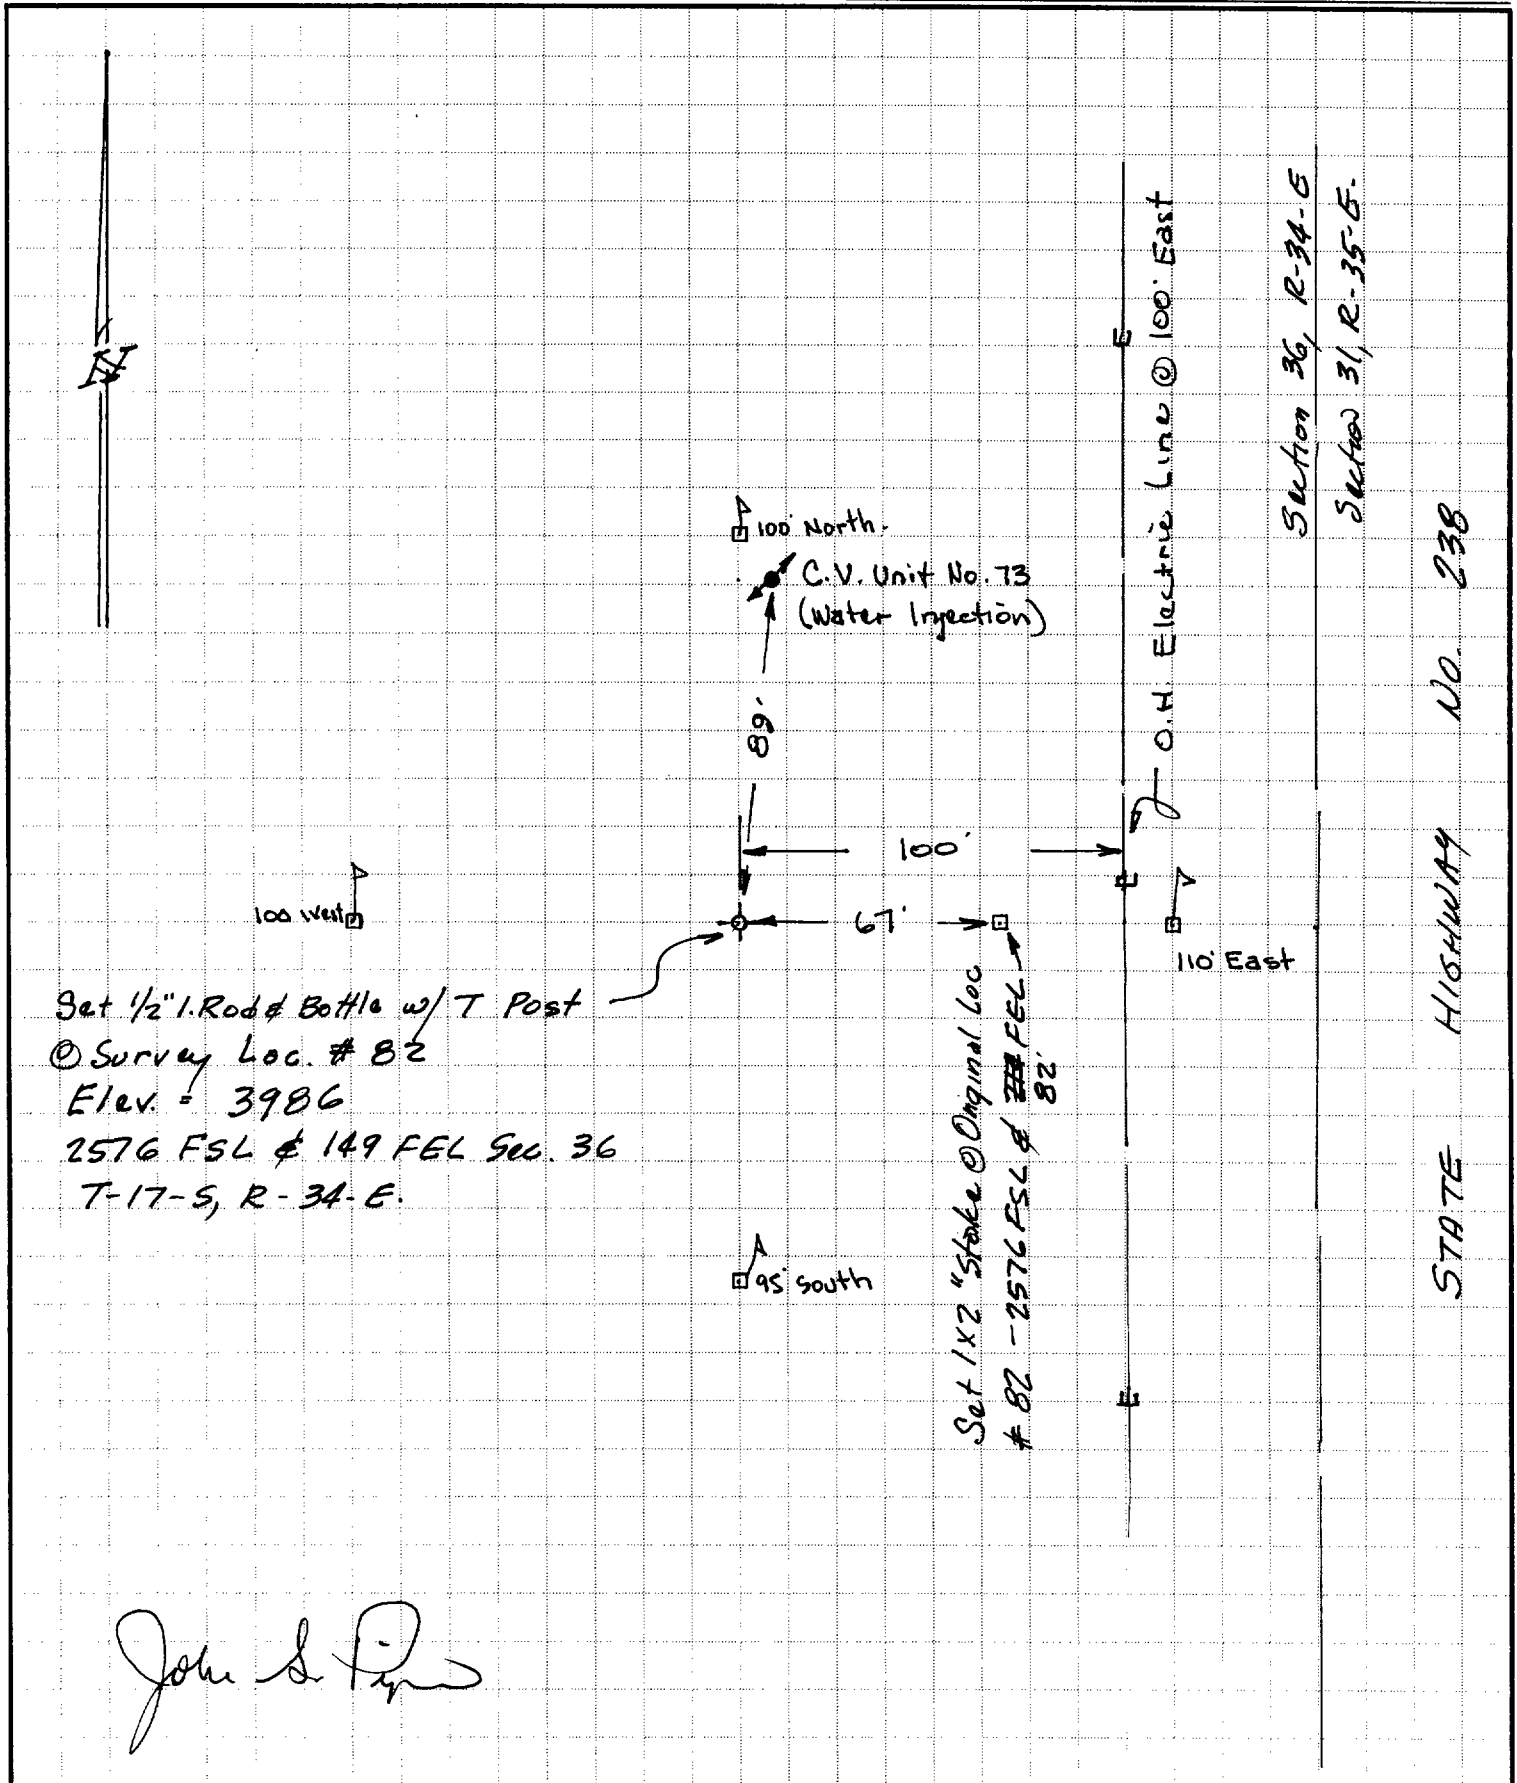 N
100' North.
C.V. Unit No. 73
(Water Injection)
89'
100'
67'
100 West
110' East
95' South
Set 1/2" I. Rod & Bottle w/ T Post
@ Survey Loc. # 82
Elev. = 3986
2576 FSL & 149 FEL Sec. 36
T-17-S, R-34-E.
Set 1X2" Stake @ Original Loc
# 82 - 2576 FSL & FEL
82'
E
E
E
O.H. Electric Line @ 100' East
Section 36, R-34-E
Section 31, R-35-E.
STATE HIGHWAY NO. 238
John S.